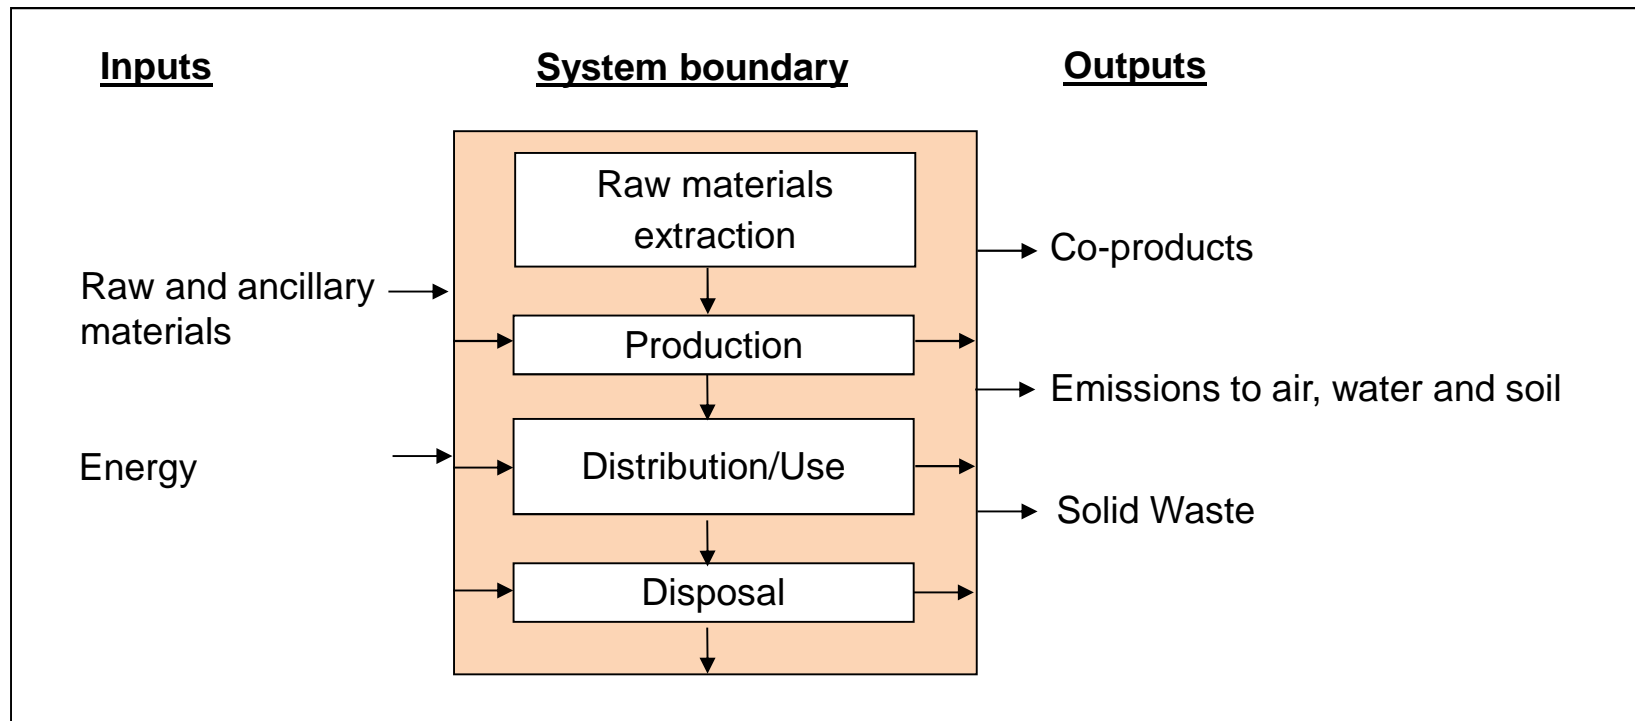 Inputs
System boundary
Outputs
Raw materials
extraction
Co-products
Raw and ancillary
materials
Production
Emissions to air, water and soil
Energy
Distribution/Use
Solid Waste
Disposal